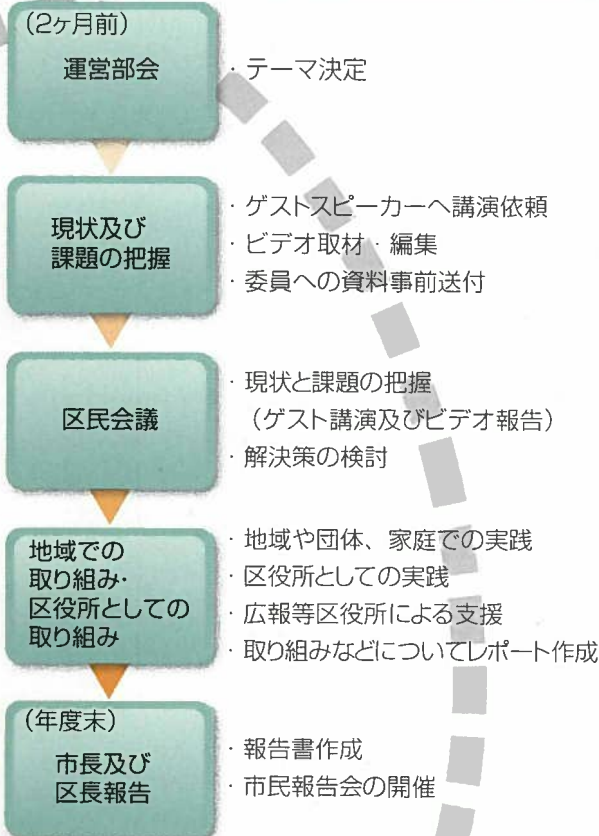 (2ヶ月前)
運営部会
・テーマ決定
現状及び
課題の把握
・ゲストスピーカーへ講演依頼
・ビデオ取材・編集
・委員への資料事前送付
区民会議
・現状と課題の把握
(ゲスト講演及びビデオ報告)
・解決策の検討
地域での
取り組み・
区役所としての
取り組み
・地域や団体、家庭での実践
・区役所としての実践
・広報等区役所による支援
・取り組みなどについてレポート作成
(年度末)
市長及び
区長報告
・報告書作成
・市民報告会の開催